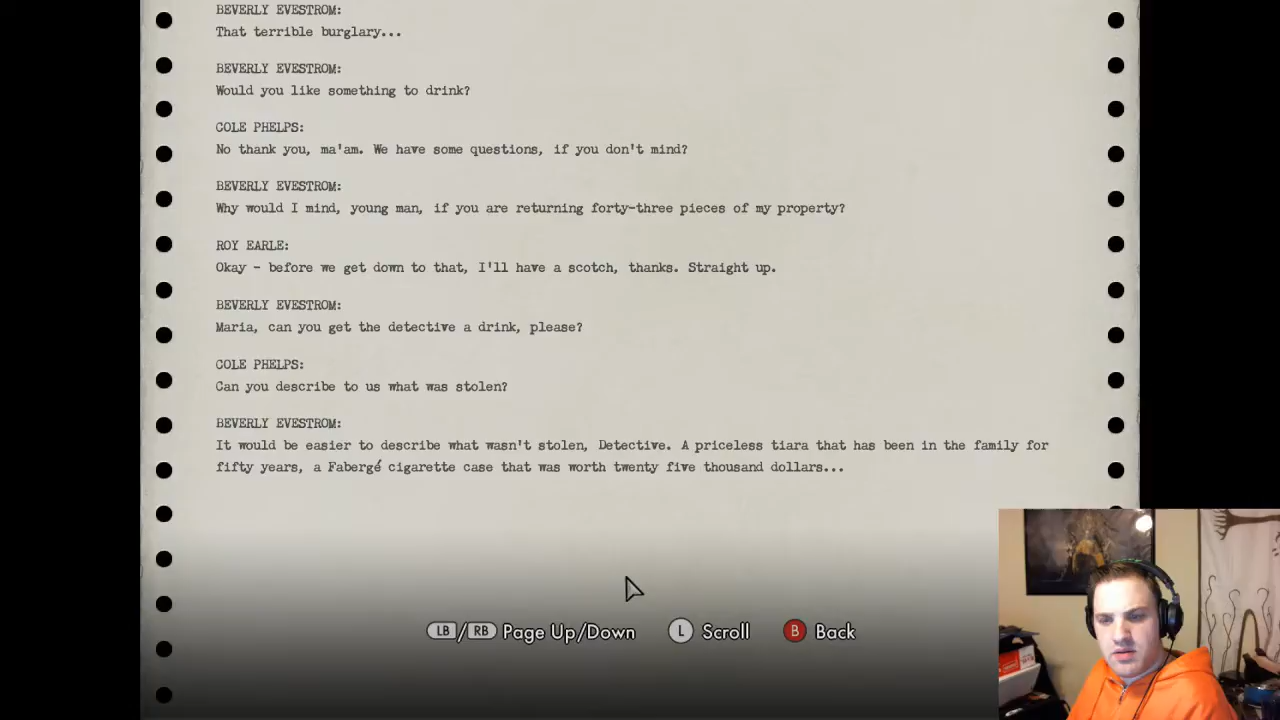 BEVERLY EVESTROM:
That terrible burglary...
BEVERLY EVESTROM:
Would you like something to drink?
COLE PHELPS:
No thank you, ma'am. We have some questions, if you don't mind?
BEVERLY EVESTROM:
Why would I mind, young man, if you are returning forty-three pieces of my property?
ROY EARLE:
Okay - before we get down to that, I'll have a scotch, thanks. Straight up.
BEVERLY EVESTROM:
Maria, can you get the detective a drink, please?
COLE PHELPS:
Can you describe to us what was stolen?
BEVERLY EVESTROM:
It would be easier to describe what wasn't stolen, Detective. A priceless tiara that has been in the family for
fifty years, a Fabergé cigarette case that was worth twenty five thousand dollars...
LB/RB Page Up/Down L Scroll B Back